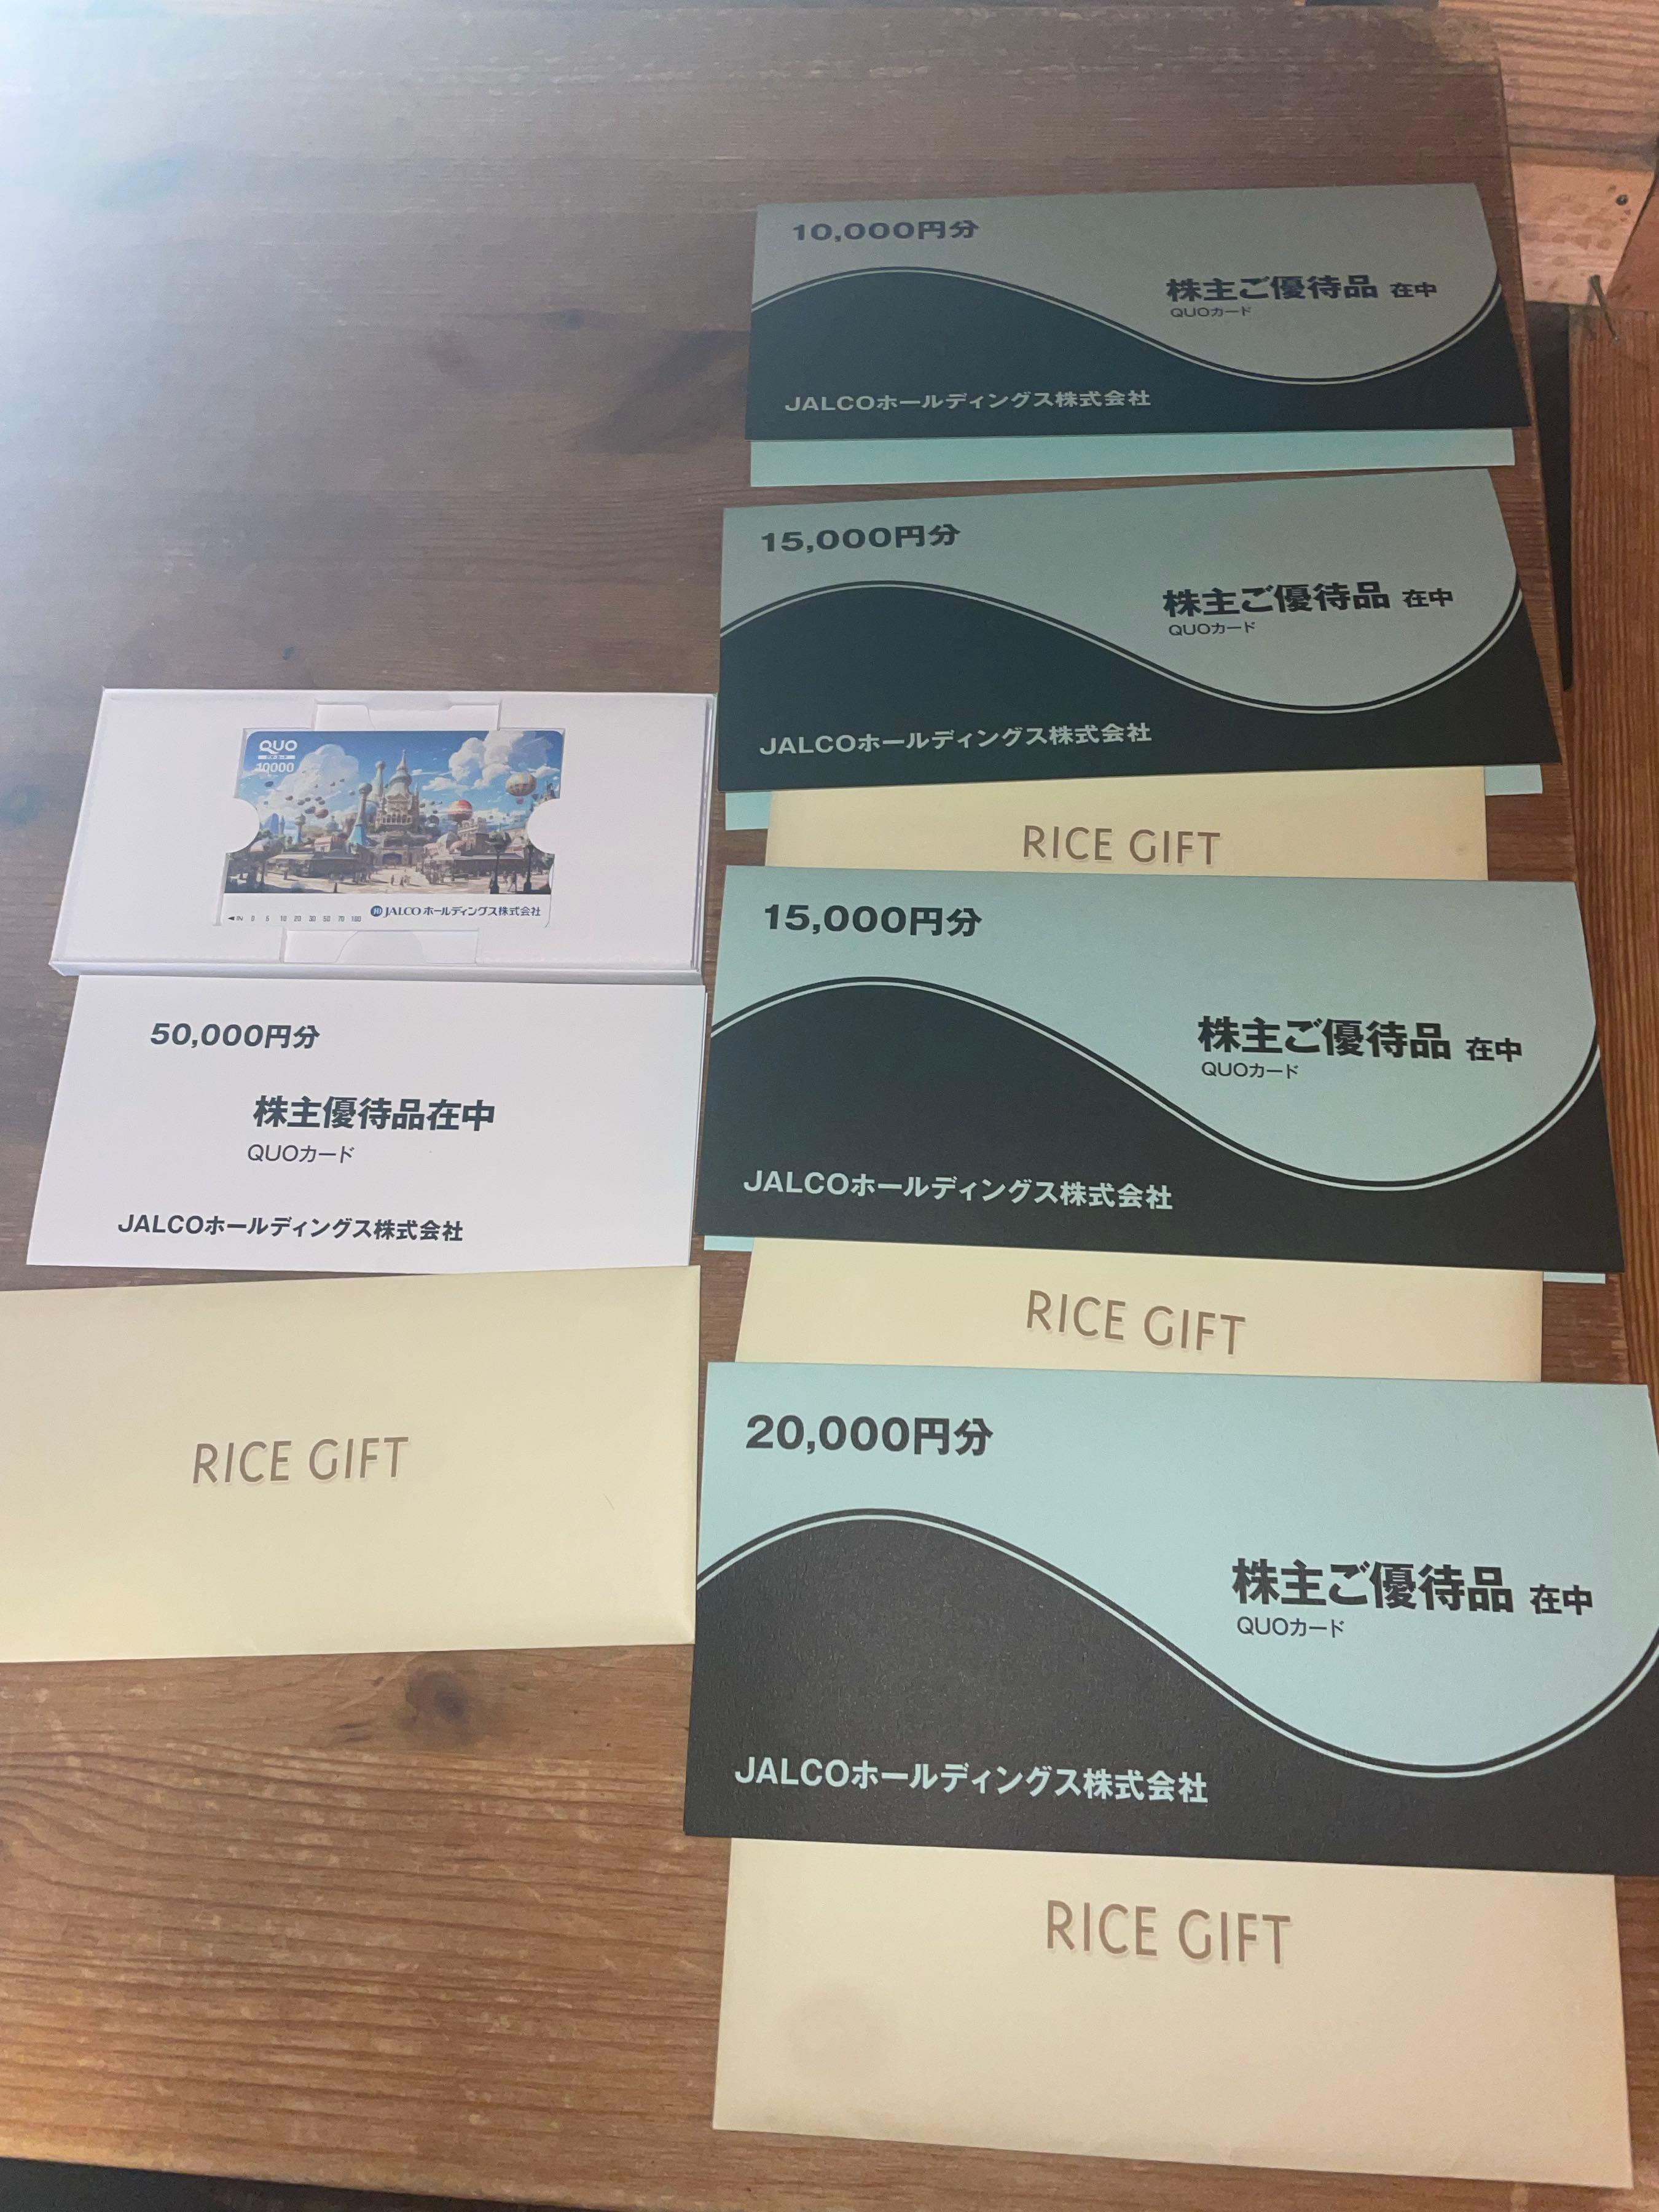 10,000円分
株主ご優待品 在中
QUOカード
JALCOホールディングス株式会社
15,000円分
株主ご優待品 在中
QUOカード
JALCOホールディングス株式会社
RICE GIFT
15,000円分
株主ご優待品 在中
QUOカード
JALCOホールディングス株式会社
RICE GIFT
20,000円分
株主ご優待品 在中
QUOカード
JALCOホールディングス株式会社
RICE GIFT
QUO
10000
◄IN 0 5 10 20 30 50 70 100
JALCO ホールディングス株式会社
50,000円分
株主優待品在中
QUOカード
JALCOホールディングス株式会社
RICE GIFT